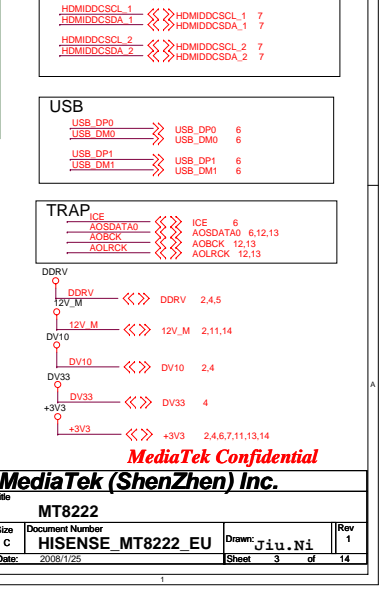 HDMIDDCSCL_1 HDMIDDCSCL_1 7
HDMIDDCSDA_1 HDMIDDCSDA_1 7
HDMIDDCSCL_2 HDMIDDCSCL_2 7
HDMIDDCSDA_2 HDMIDDCSDA_2 7
USB
USB_DP0 USB_DP0 6
USB_DM0 USB_DM0 6
USB_DP1 USB_DP1 6
USB_DM1 USB_DM1 6
TRAP
ICE ICE 6
AOSDATA0 AOSDATA0 6,12,13
AOBCK AOBCK 12,13
AOLRCK AOLRCK 12,13
DDRV
DDRV DDRV 2,4,5
12V_M
12V_M 12V_M 2,11,14
DV10
DV10 DV10 2,4
A
DV33
DV33 DV33 4
+3V3
+3V3 +3V3 2,4,6,7,11,13,14
MediaTek Confidential
MediaTek (ShenZhen) Inc.
MT8222
Size Document Number Rev
C HISENSE_MT8222_EU Drawn: Jiu.Ni 1
Date: 2008/1/25 Sheet 3 of 14
1